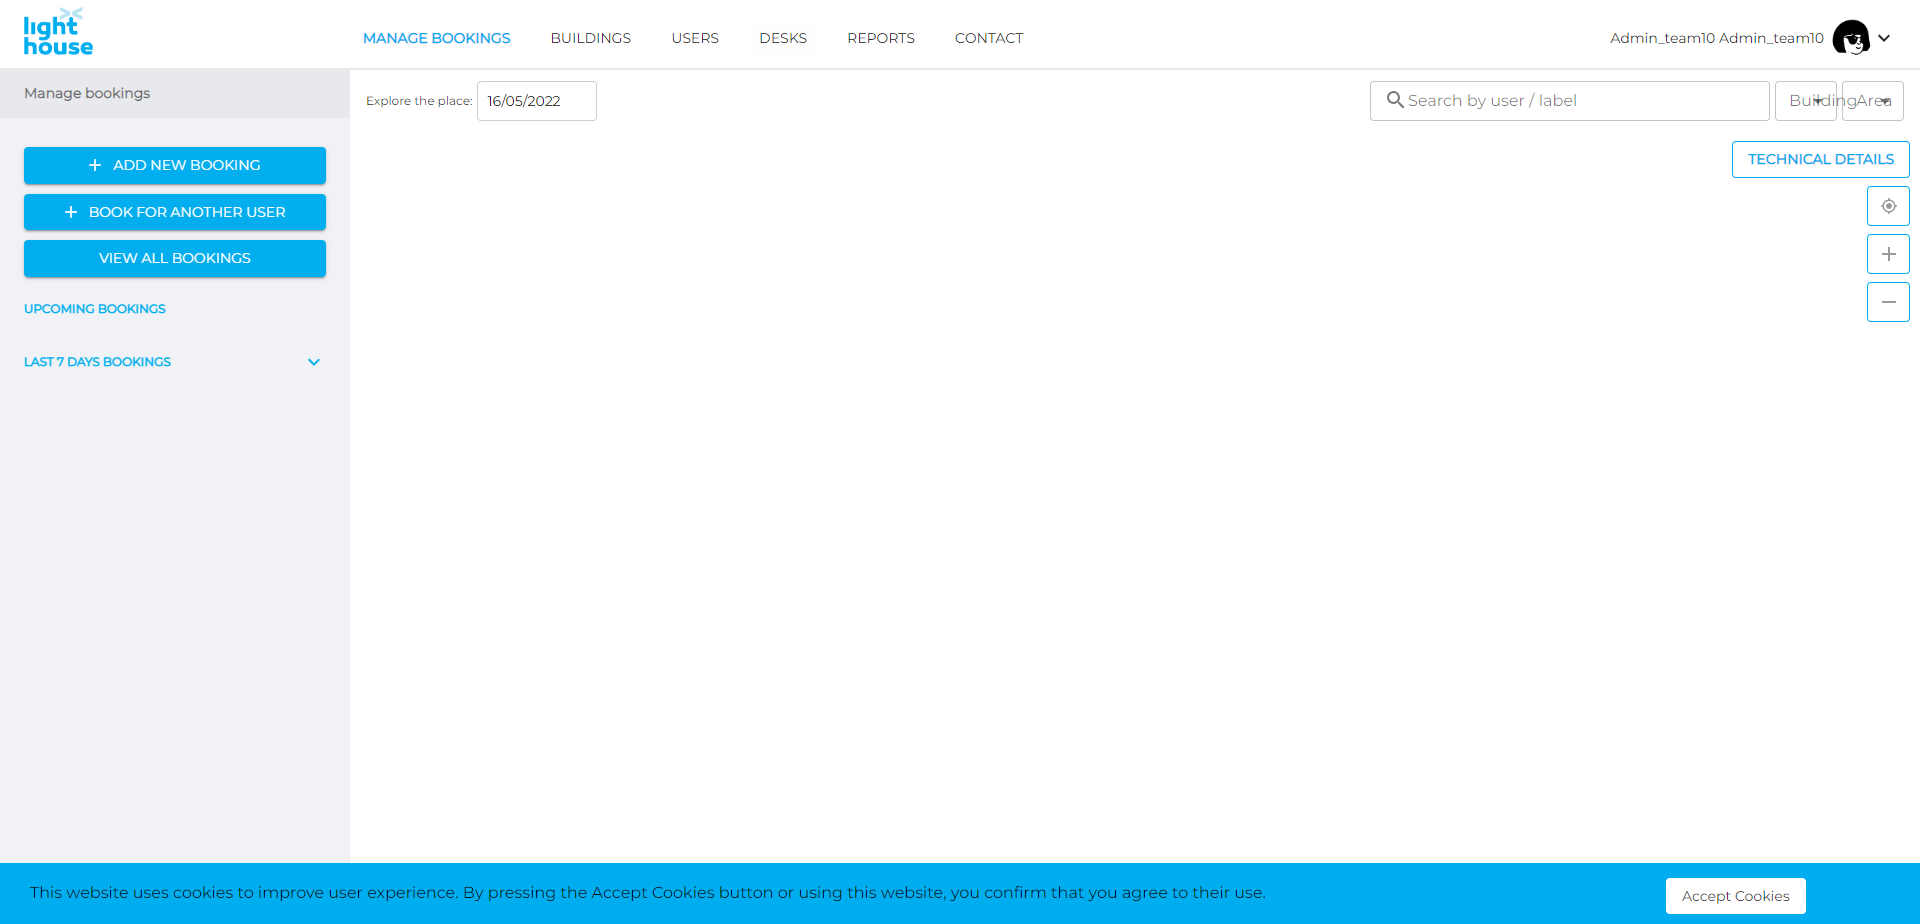 light
house
MANAGE BOOKINGS BUILDINGS USERS DESKS REPORTS CONTACT
Admin_team10 Admin_team10
Manage bookings
Explore the place: 16/05/2022
Search by user / label
Building
Area
ADD NEW BOOKING
BOOK FOR ANOTHER USER
VIEW ALL BOOKINGS
UPCOMING BOOKINGS
LAST 7 DAYS BOOKINGS
TECHNICAL DETAILS
This website uses cookies to improve user experience. By pressing the Accept Cookies button or using this website, you confirm that you agree to their use.
Accept Cookies